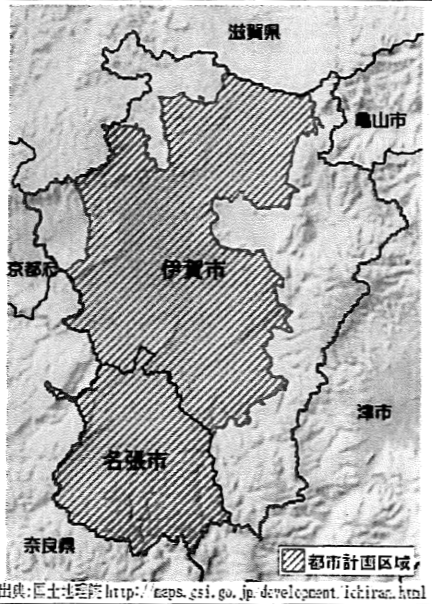 滋賀県
亀山市
京都府
伊賀市
津市
名張市
奈良県
都市計画区域
出典:国土地理院 http://maps.gsi.go.jp/development/ichiran.html